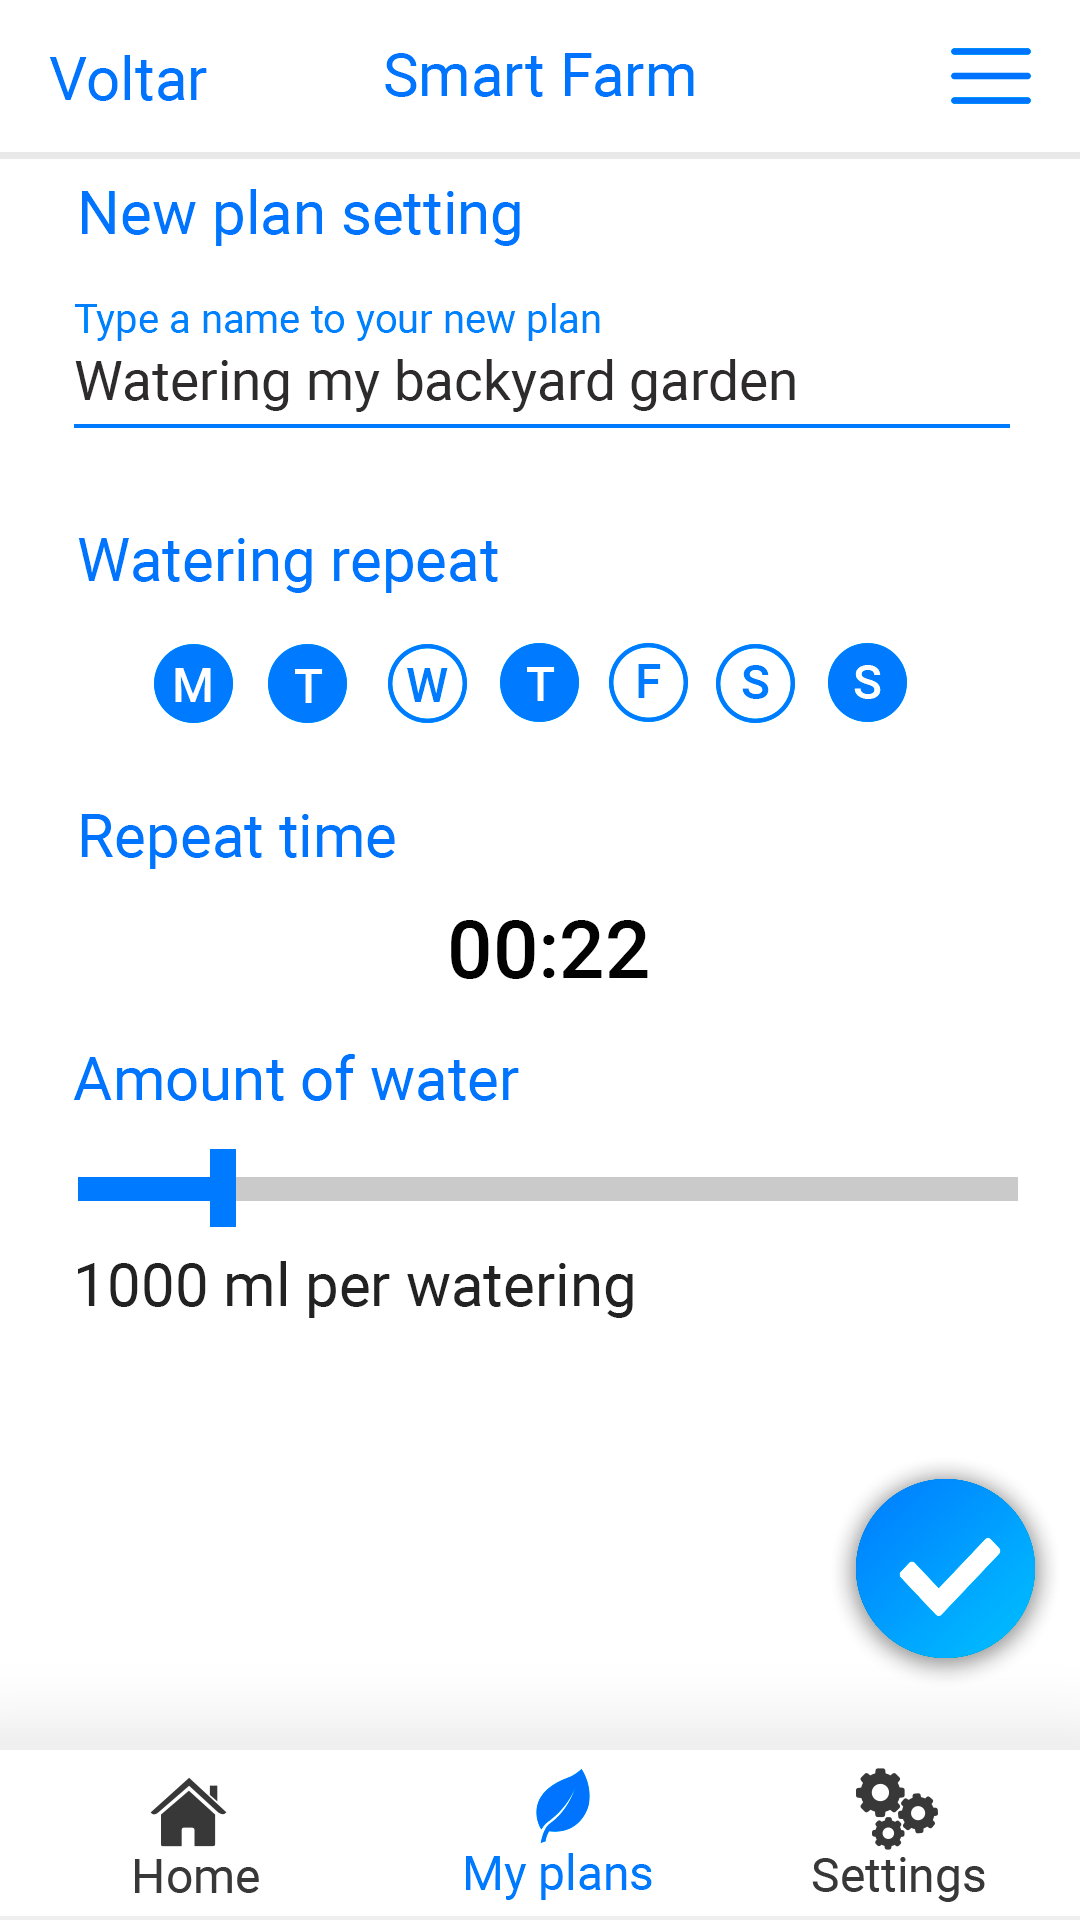 Voltar Smart Farm
New plan setting
Type a name to your new plan
Watering my backyard garden
Watering repeat
M T W T F S S
Repeat time
00:22
Amount of water
1000 ml per watering
Home My plans Settings